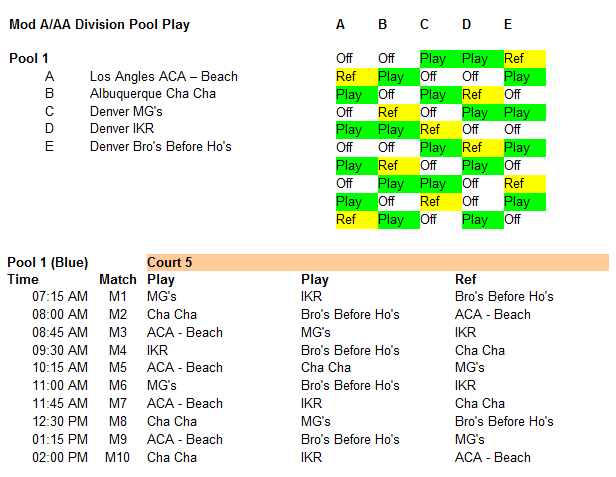 Mod A/AA Division Pool Play A B C D E
Pool 1 Off Off Play Play Ref
A Los Angles ACA – Beach Ref Play Off Off Play
B Albuquerque Cha Cha Play Off Play Ref Off
C Denver MG's Off Ref Off Play Play
D Denver IKR Play Play Ref Off Off
E Denver Bro's Before Ho's Off Off Play Ref Play
Play Ref Off Play Off
Off Play Play Off Ref
Play Off Ref Off Play
Ref Play Off Play Off
Pool 1 (Blue) Court 5
Time Match Play Play Ref
07:15 AM M1 MG's IKR Bro's Before Ho's
08:00 AM M2 Cha Cha Bro's Before Ho's ACA - Beach
08:45 AM M3 ACA - Beach MG's IKR
09:30 AM M4 IKR Bro's Before Ho's Cha Cha
10:15 AM M5 ACA - Beach Cha Cha MG's
11:00 AM M6 MG's Bro's Before Ho's IKR
11:45 AM M7 ACA - Beach IKR Cha Cha
12:30 PM M8 Cha Cha MG's Bro's Before Ho's
01:15 PM M9 ACA - Beach Bro's Before Ho's MG's
02:00 PM M10 Cha Cha IKR ACA - Beach